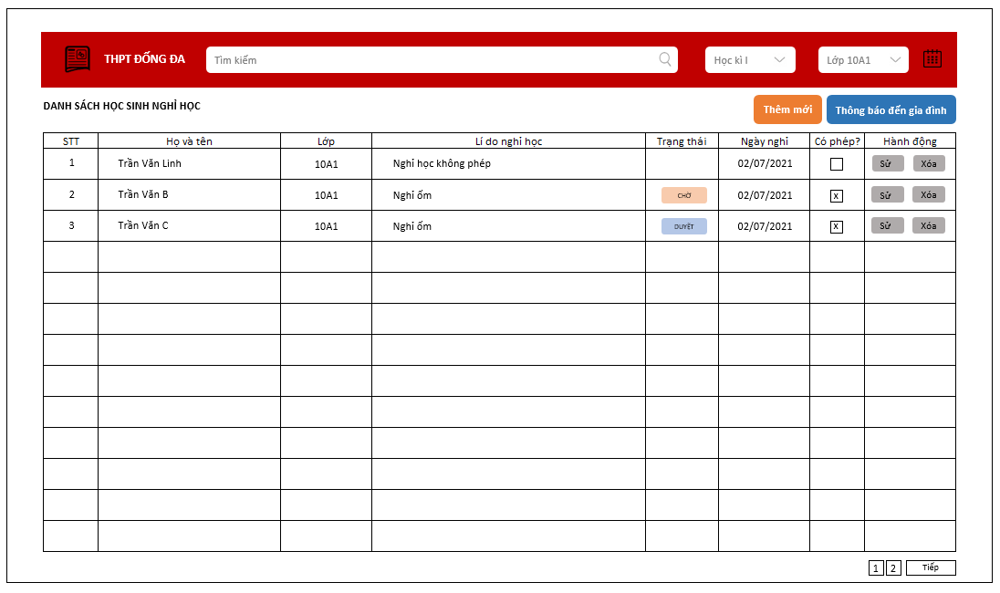 THPT ĐỐNG ĐA Tìm kiếm Học kì I Lớp 10A1
DANH SÁCH HỌC SINH NGHỈ HỌC Thêm mới Thông báo đến gia đình
STT Họ và tên Lớp Lí do nghỉ học Trạng thái Ngày nghỉ Có phép? Hành động
1 Trần Văn Linh 10A1 Nghỉ học không phép 02/07/2021 Sử Xóa
2 Trần Văn B 10A1 Nghỉ ốm CHỜ 02/07/2021 x Sử Xóa
3 Trần Văn C 10A1 Nghỉ ốm DUYỆT 02/07/2021 X Sử Xóa
1 2 Tiếp